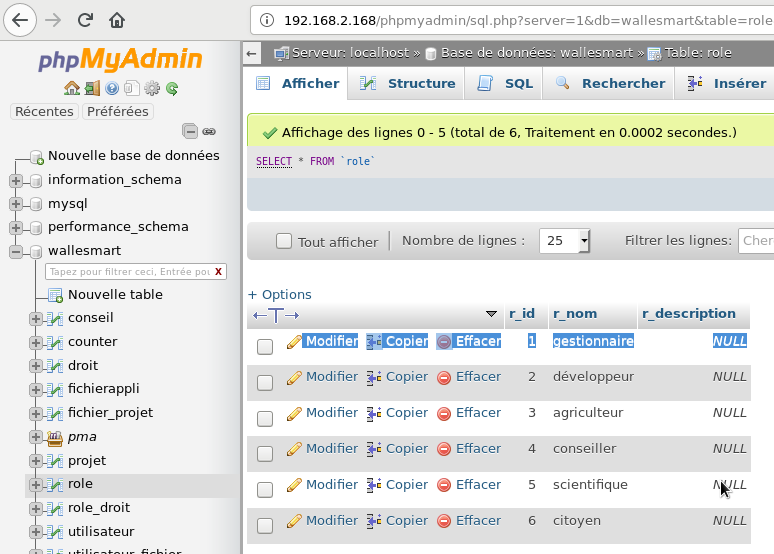 192.168.2.168/phpmyadmin/sql.php?server=1&db=wallesmart&table=role
phpMyAdmin
Récentes Préférées
Nouvelle base de données
information_schema
mysql
performance_schema
wallesmart
Tapez pour filtrer ceci, Entrée pou X
Nouvelle table
conseil
counter
droit
fichierappli
fichier_projet
pma
projet
role
role_droit
utilisateur
utilisateur_fichier
← Serveur: localhost » Base de données: wallesmart » Table: role
Afficher Structure SQL Rechercher Insérer
Affichage des lignes 0 - 5 (total de 6, Traitement en 0.0002 secondes.)
SELECT * FROM `role`
Tout afficher Nombre de lignes : 25 Filtrer les lignes: Cher
+ Options
←T→ r_id r_nom r_description
Modifier Copier Effacer 1 gestionnaire NULL
Modifier Copier Effacer 2 développeur NULL
Modifier Copier Effacer 3 agriculteur NULL
Modifier Copier Effacer 4 conseiller NULL
Modifier Copier Effacer 5 scientifique NULL
Modifier Copier Effacer 6 citoyen NULL